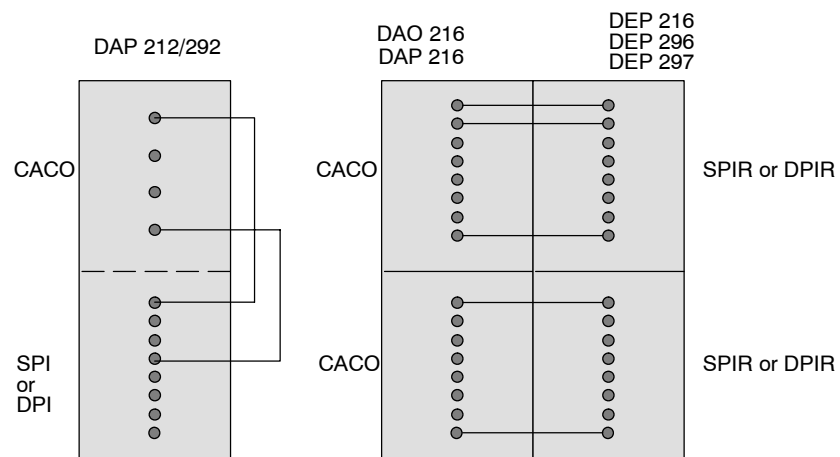 DAP 212/292
DAO 216
DAP 216
DEP 216
DEP 296
DEP 297
CACO
CACO
SPIR or DPIR
SPI
or
DPI
CACO
SPIR or DPIR